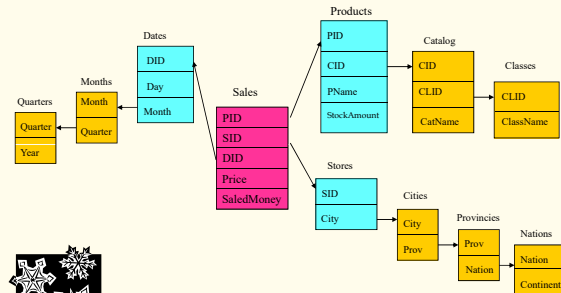 Quarters
Quarter
Year
Months
Month
Quarter
Dates
DID
Day
Month
Sales
PID
SID
DID
Price
SaledMoney
Products
PID
CID
PName
StockAmount
Catalog
CID
CLID
CatName
Classes
CLID
ClassName
Stores
SID
City
Cities
City
Prov
Provincies
Prov
Nation
Nations
Nation
Continent